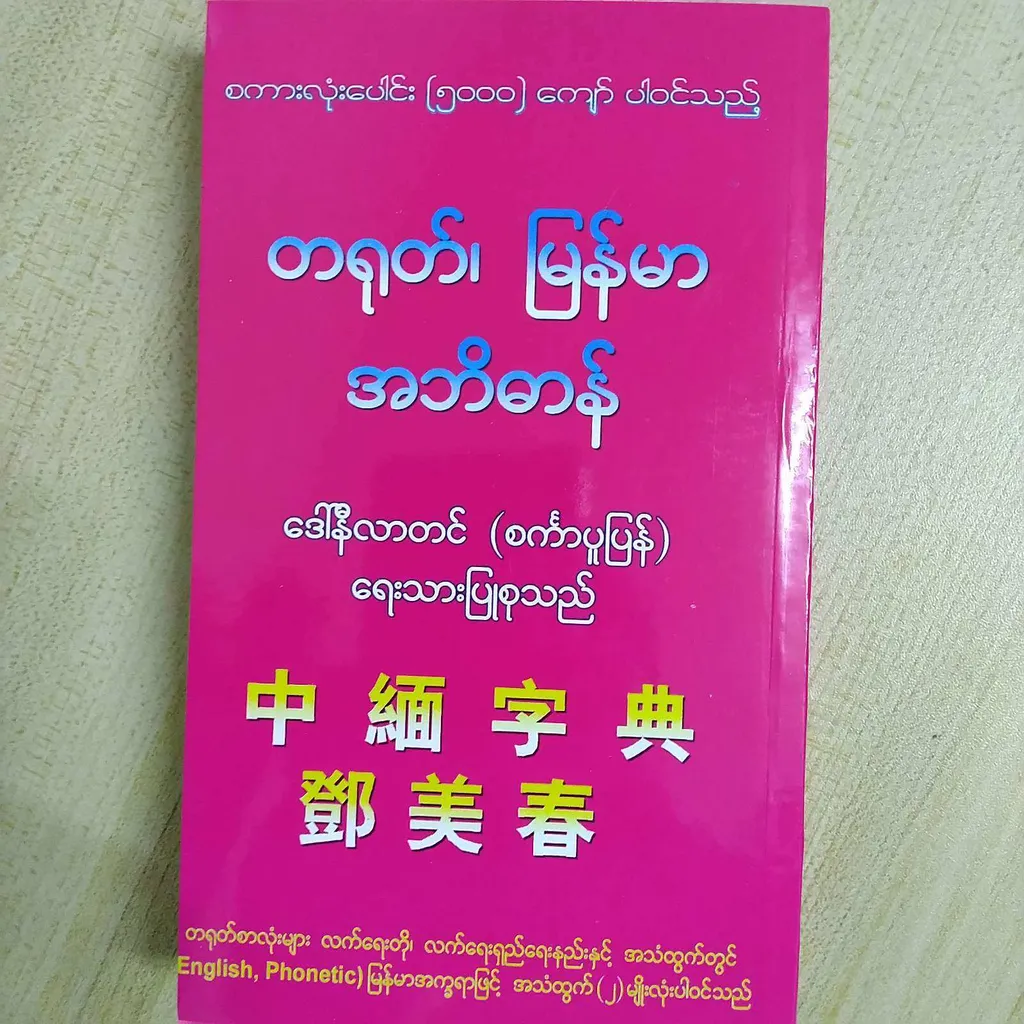 စကားလုံးပေါင်း (၅၀၀၀) ကျော် ပါဝင်သည်
တရုတ်၊ မြန်မာ
အဘိဓာန်
ဒေါ်နီလာတင် (စင်္ကာပူပြန်)
ရေးသားပြုစုသည်
中緬字典
鄧美春
တရုတ်စာလုံးများ လက်ရေးတို၊ လက်ရေးရှည်ရေးနည်းနှင့် အသံထွက်တွင်
English, Phonetic) မြန်မာအက္ခရာဖြင့် အသံထွက် (၂) မျိုးလုံးပါဝင်သည်